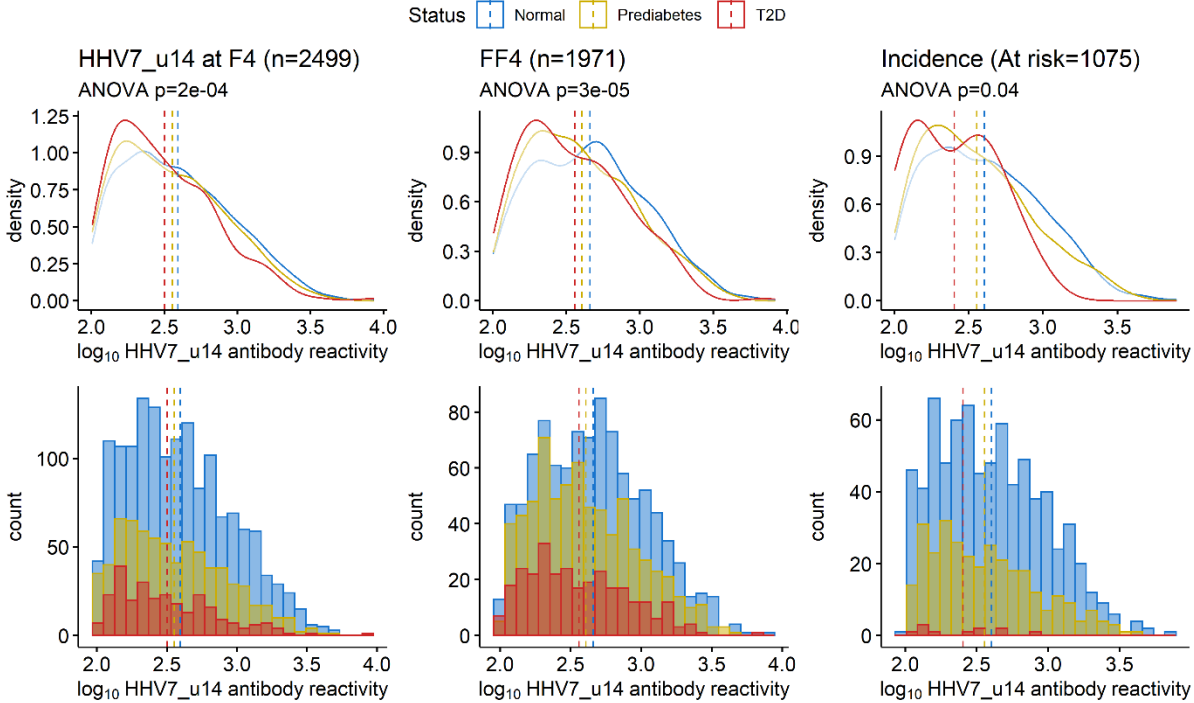 Status Normal Prediabetes T2D
HHV7_u14 at F4 (n=2499)
ANOVA p=2e-04
density
1.25
1.00
0.75
0.50
0.25
0.00
2.0 2.5 3.0 3.5 4.0
log₁₀ HHV7_u14 antibody reactivity
FF4 (n=1971)
ANOVA p=3e-05
density
0.9
0.6
0.3
0.0
2.0 2.5 3.0 3.5 4.0
log₁₀ HHV7_u14 antibody reactivity
Incidence (At risk=1075)
ANOVA p=0.04
density
0.9
0.6
0.3
0.0
2.0 2.5 3.0 3.5
log₁₀ HHV7_u14 antibody reactivity
count
100
50
0
2.0 2.5 3.0 3.5 4.0
log₁₀ HHV7_u14 antibody reactivity
count
80
60
40
20
0
2.0 2.5 3.0 3.5
log₁₀ HHV7_u14 antibody reactivity
count
60
40
20
0
2.0 2.5 3.0 3.5
log₁₀ HHV7_u14 antibody reactivity